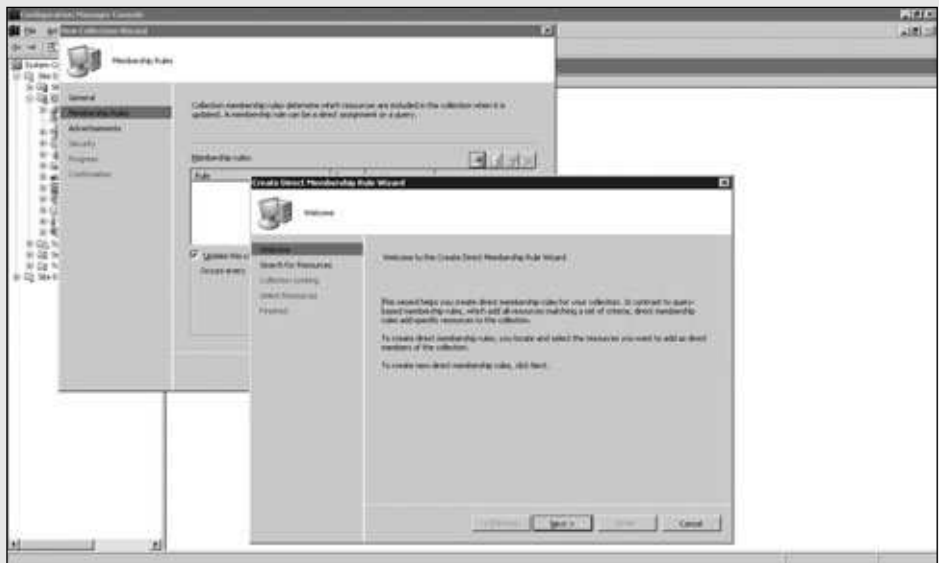 Configuration Manager Console
New Collection Wizard
Membership Rules
General
Membership Rules
Advertisements
Security
Progress
Confirmation
Collection membership rules determine which resources are included in the collection when it is
updated. A membership rule can be a direct assignment or a query.
Membership rules
Rule
Update this
Occurs every
Create Direct Membership Rule Wizard
Welcome
Welcome
Search for Resources
Collection Limiting
Select Resources
Finished
Welcome to the Create Direct Membership Rule Wizard
This wizard helps you create direct membership rules for your collection. In contrast to query-
based membership rules, which add all resources matching a set of criteria, direct membership
rules add specific resources to the collection.
To create direct membership rules, you locate and select the resources you want to add as direct
members of the collection.
To create new direct membership rules, click Next.
Next >
Cancel